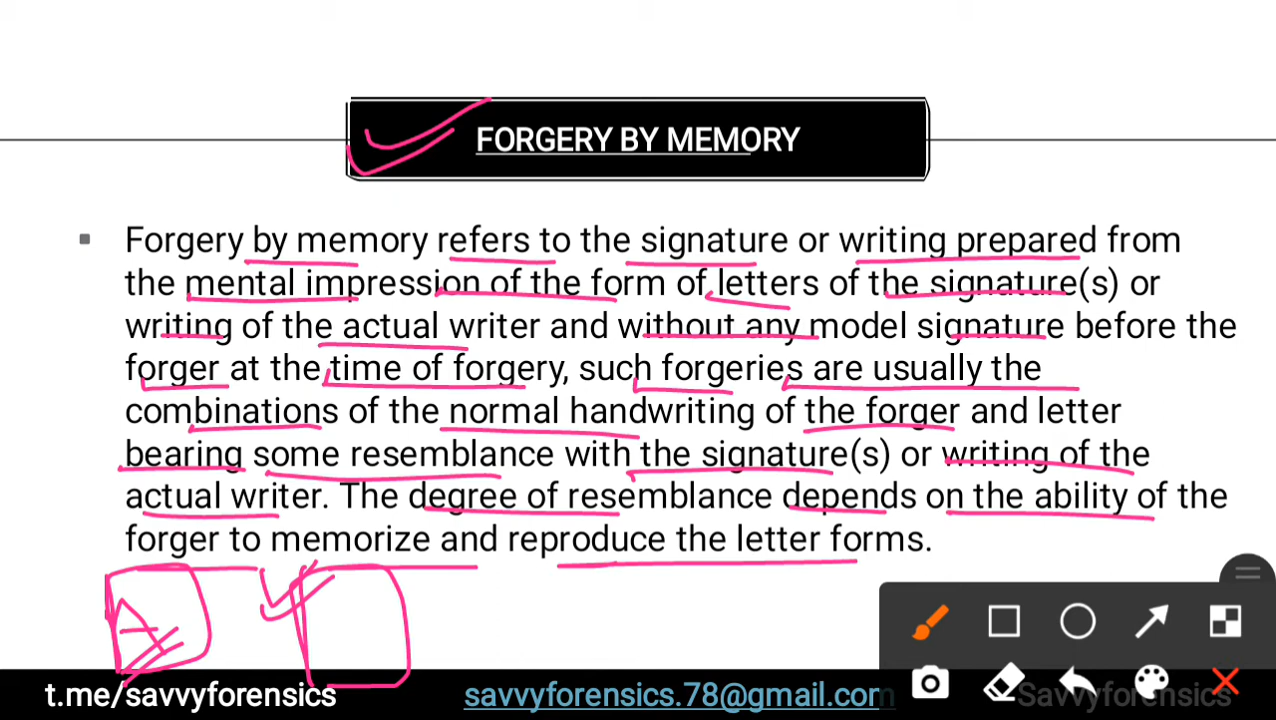 FORGERY BY MEMORY
▪ Forgery by memory refers to the signature or writing prepared from
the mental impression of the form of letters of the signature(s) or
writing of the actual writer and without any model signature before the
forger at the time of forgery, such forgeries are usually the
combinations of the normal handwriting of the forger and letter
bearing some resemblance with the signature(s) or writing of the
actual writer. The degree of resemblance depends on the ability of the
forger to memorize and reproduce the letter forms.
A
t.me/savvyforensics savvyforensics.78@gmail.com Savvyforensics